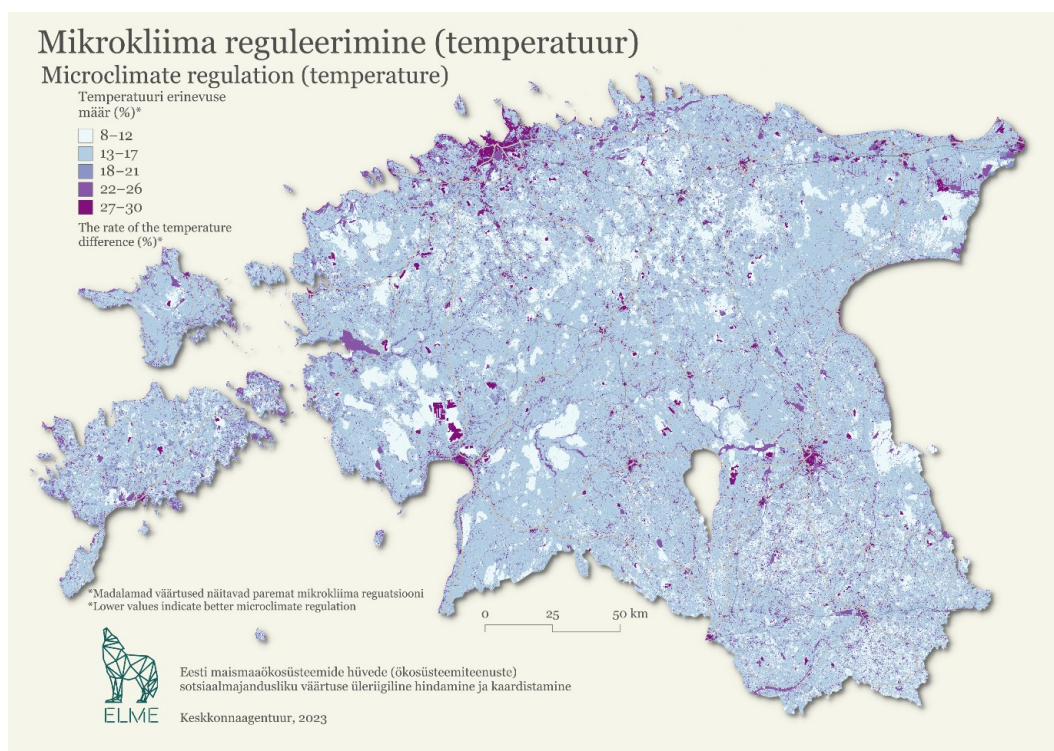 Mikrokliima reguleerimine (temperatuur)
Microclimate regulation (temperature)
Temperatuuri erinevuse
määr (%)*
8–12
13–17
18–21
22–26
27–30
The rate of the temperature
difference (%)*
*Madalamad väärtused näitavad paremat mikrokliima reguatsiooni
*Lower values indicate better microclimate regulation
0 25 50 km
Eesti maismaaökosüsteemide hüvede (ökosüsteemiteenuste)
sotsiaalmajandusliku väärtuse üleriigiline hindamine ja kaardistamine
ELME
Keskkonnaagentuur, 2023